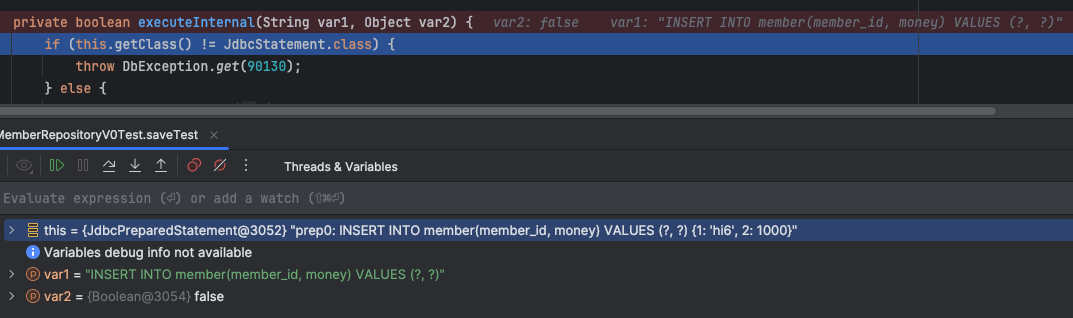 private boolean executeInternal(String var1, Object var2) {   var2: false    var1: "INSERT INTO member(member_id, money) VALUES (?, ?)"
if (this.getClass() != JdbcStatement.class) {
throw DbException.get(90130);
} else {
MemberRepositoryV0Test.saveTest ×
Threads & Variables
Evaluate expression (⏎) or add a watch (⇧⌘⏎)
this = {JdbcPreparedStatement@3052} "prep0: INSERT INTO member(member_id, money) VALUES (?, ?) {1: 'hi6', 2: 1000}"
Variables debug info not available
var1 = "INSERT INTO member(member_id, money) VALUES (?, ?)"
var2 = {Boolean@3054} false